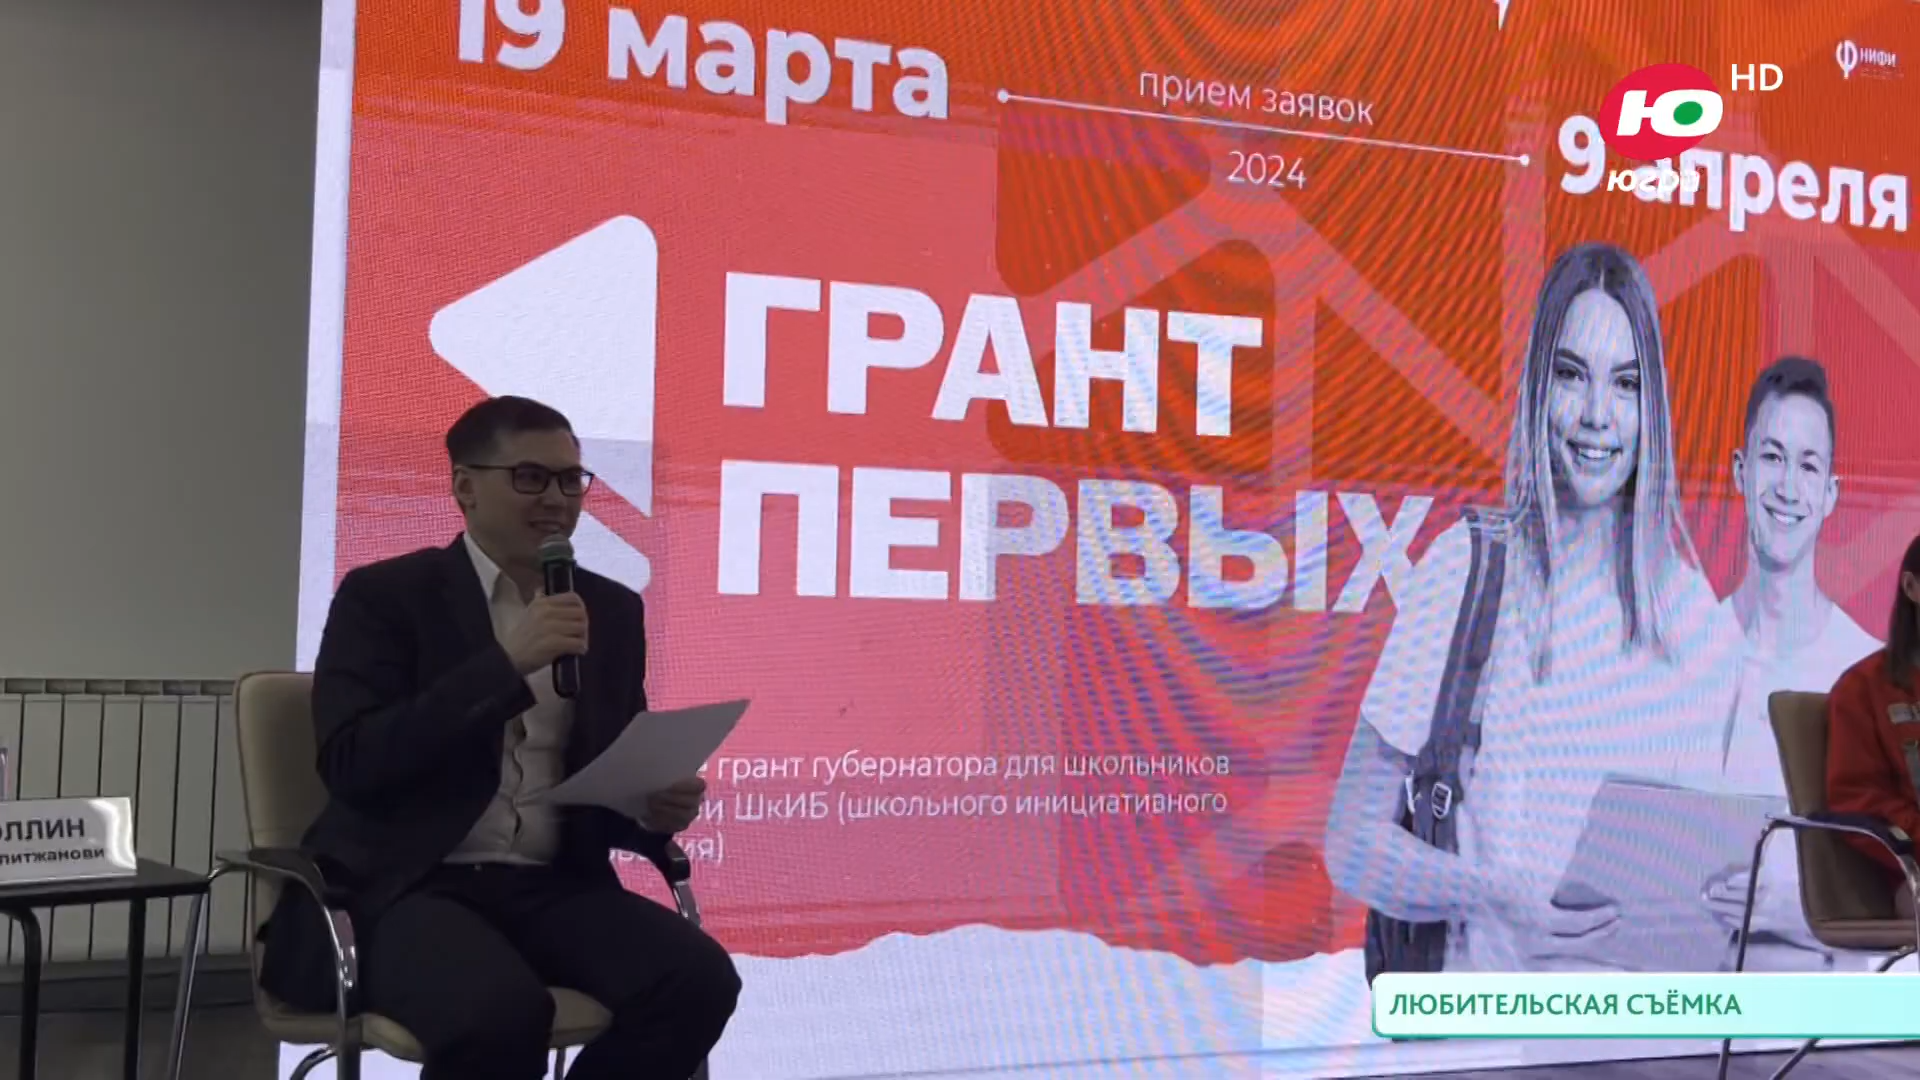 19 марта
прием заявок
2024
9 апреля
НИФИ
Ю HD
югра
ГРАНТ
ПЕРВЫХ
грант губернатора для школьников
ШкИБ (школьного инициативного
ЛЮБИТЕЛЬСКАЯ СЪЁМКА